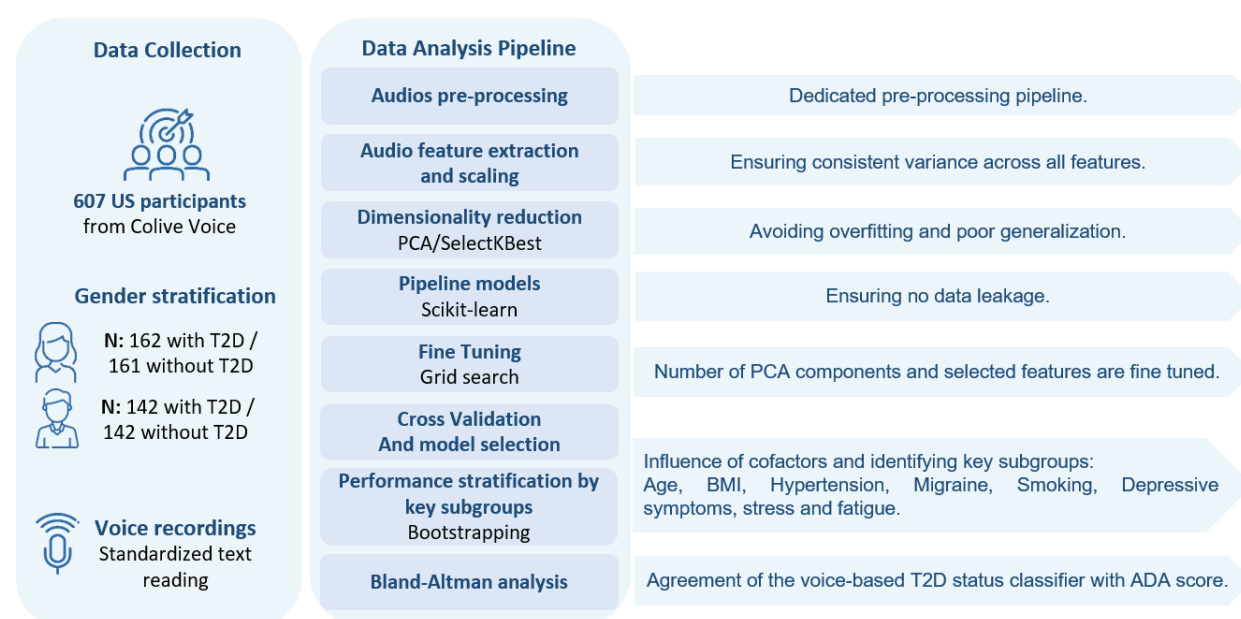 Data Collection
607 US participants
from Colive Voice
Gender stratification
N: 162 with T2D /
161 without T2D
N: 142 with T2D /
142 without T2D
Voice recordings
Standardized text
reading
Data Analysis Pipeline
Audios pre-processing
Dedicated pre-processing pipeline.
Audio feature extraction
and scaling
Ensuring consistent variance across all features.
Dimensionality reduction
PCA/SelectKBest
Avoiding overfitting and poor generalization.
Pipeline models
Scikit-learn
Ensuring no data leakage.
Fine Tuning
Grid search
Number of PCA components and selected features are fine tuned.
Cross Validation
And model selection
Performance stratification by
key subgroups
Bootstrapping
Influence of cofactors and identifying key subgroups:
Age, BMI, Hypertension, Migraine, Smoking, Depressive
symptoms, stress and fatigue.
Bland-Altman analysis
Agreement of the voice-based T2D status classifier with ADA score.